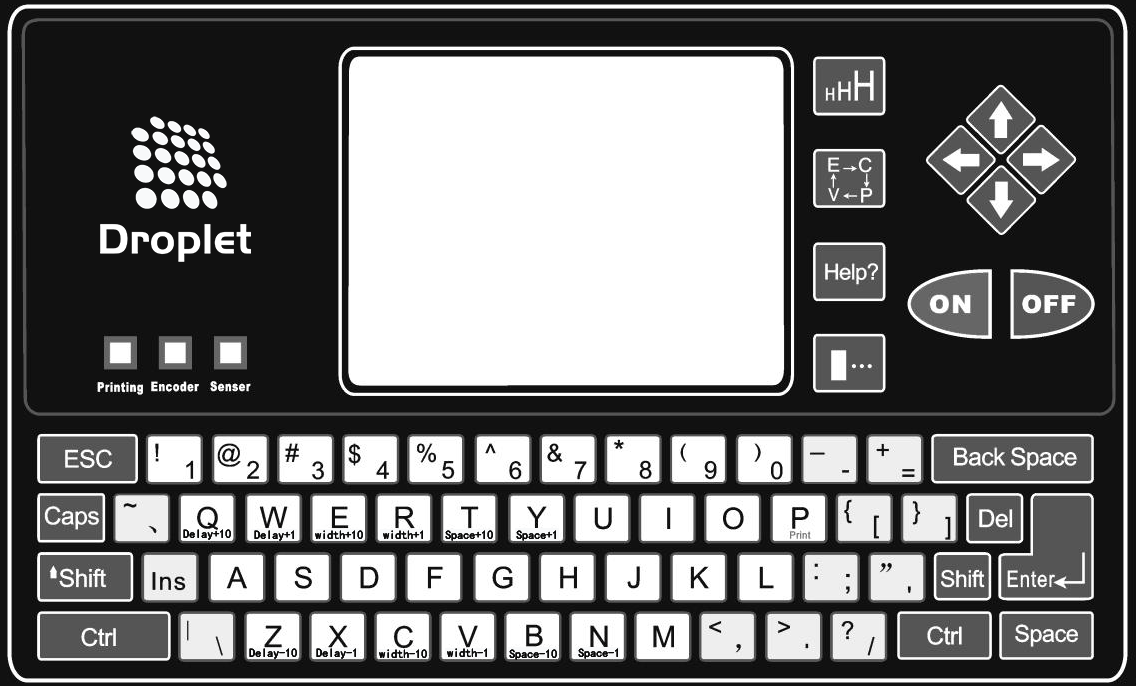 HHH
E→C
↑ ↓
V←P
Droplet
Help?
ON OFF
...
Printing Encoder Senser
ESC ! 1 @ 2 # 3 $ 4 % 5 ^ 6 & 7 * 8 ( 9 ) 0 — - + = Back Space
Caps ~ 、 Q W E R T Y U I O P { [ } ] Del
Delay+10 Delay+1 width+10 width+1 Space+10 Space+1 Print
Shift Ins A S D F G H J K L : ; ” , Shift Enter
Ctrl | \ Z X C V B N M < , > . ? / Ctrl Space
Delay-10 Delay-1 width-10 width-1 Space-10 Space-1